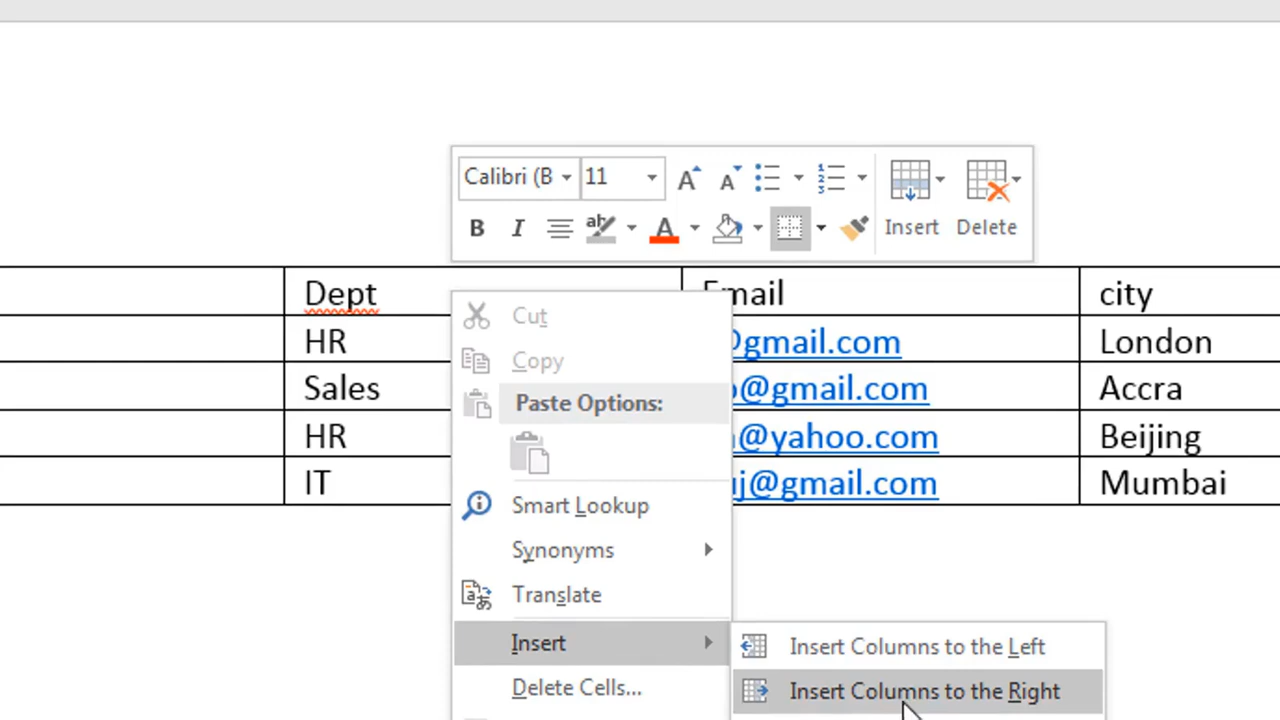 Calibri (B 11
Insert Delete
Dept Email city
HR @gmail.com London
Sales o@gmail.com Accra
HR @yahoo.com Beijing
IT uj@gmail.com Mumbai
Cut
Copy
Paste Options:
Smart Lookup
Synonyms
Translate
Insert
Delete Cells...
Insert Columns to the Left
Insert Columns to the Right